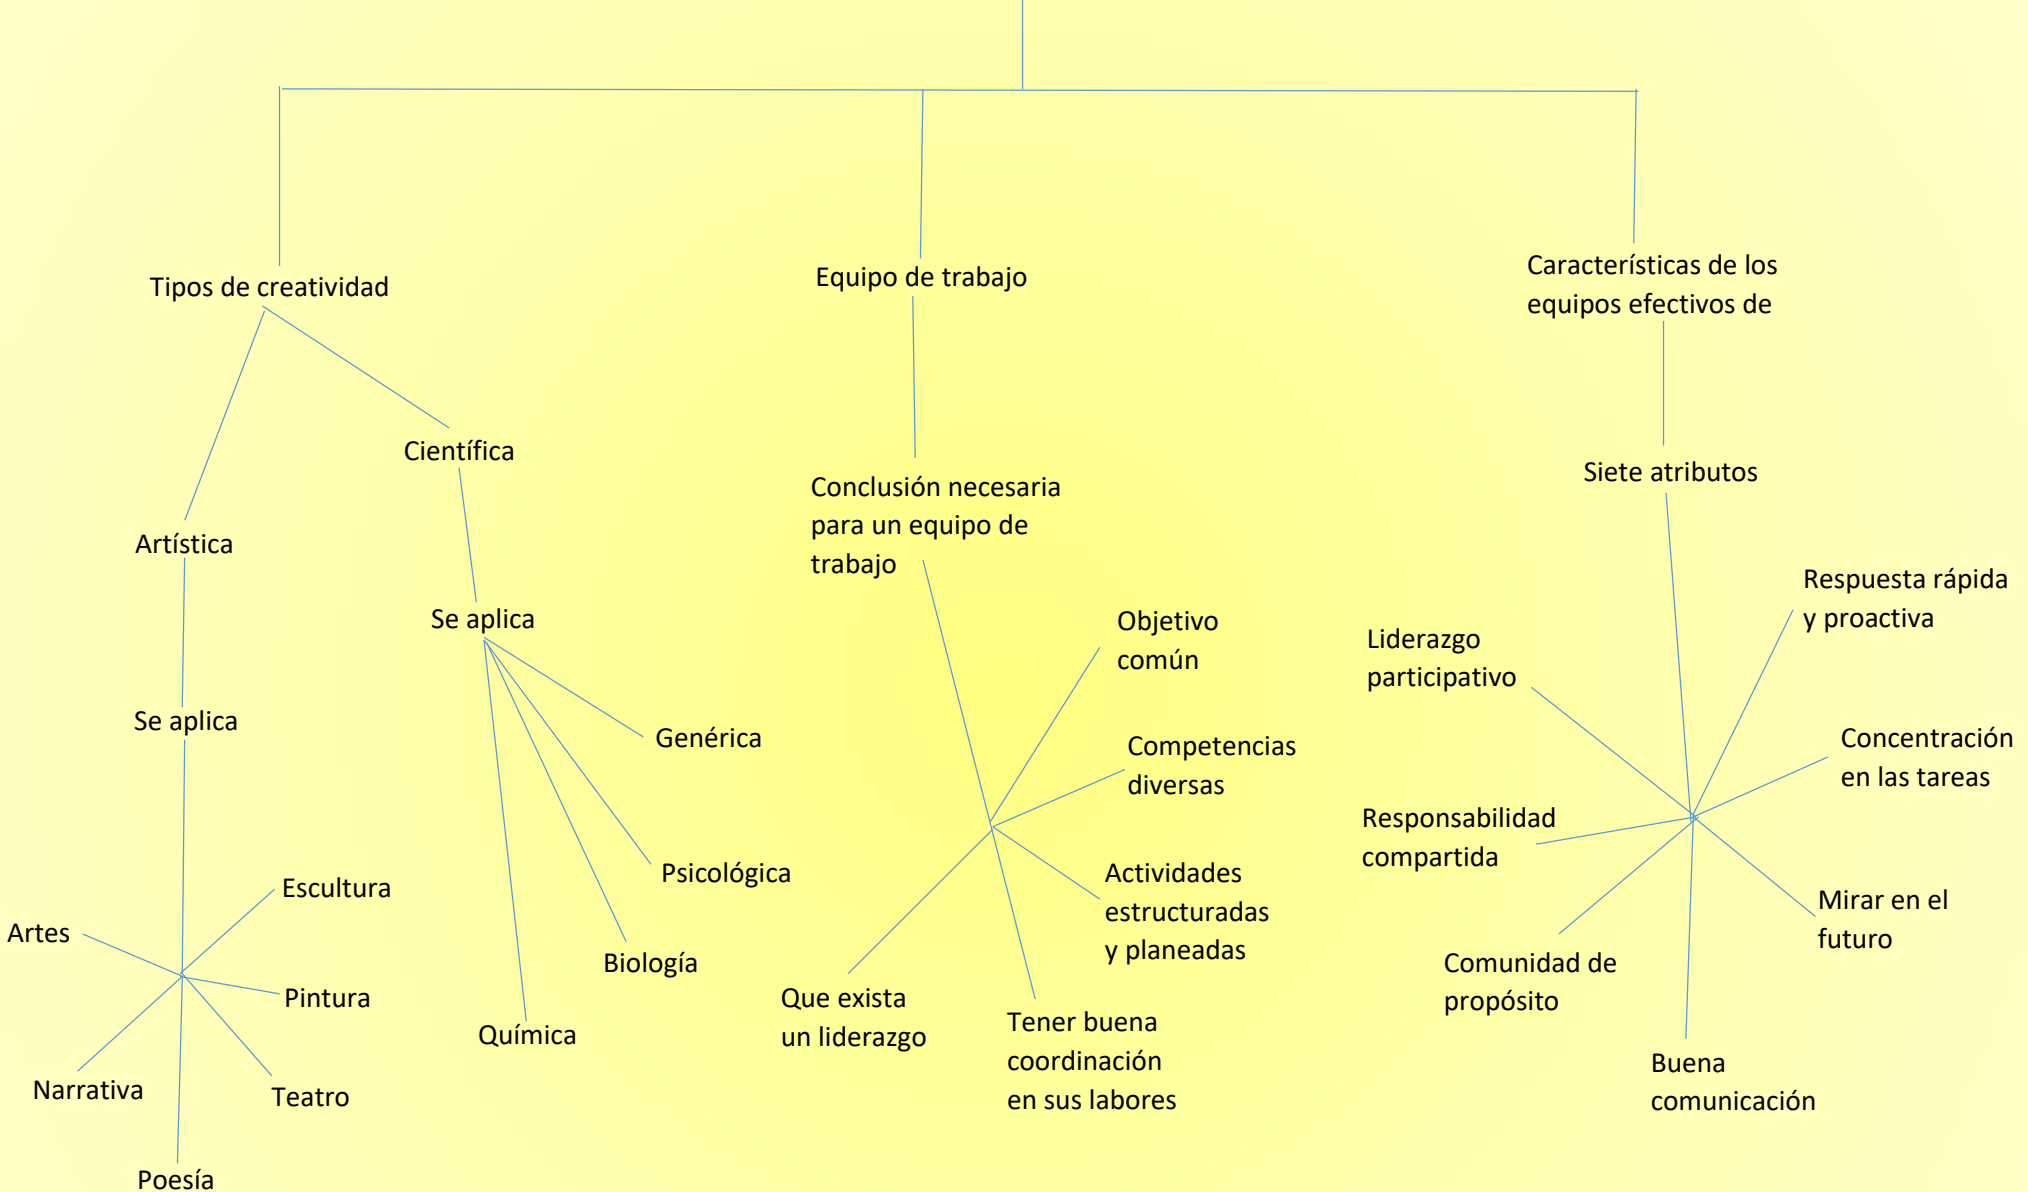 Tipos de creatividad
Artística
Se aplica
Artes
Escultura
Pintura
Narrativa
Teatro
Poesía
Científica
Se aplica
Genérica
Psicológica
Biología
Química
Equipo de trabajo
Conclusión necesaria
para un equipo de
trabajo
Objetivo
común
Competencias
diversas
Actividades
estructuradas
y planeadas
Tener buena
coordinación
en sus labores
Que exista
un liderazgo
Características de los
equipos efectivos de
Siete atributos
Respuesta rápida
y proactiva
Liderazgo
participativo
Concentración
en las tareas
Responsabilidad
compartida
Mirar en el
futuro
Comunidad de
propósito
Buena
comunicación